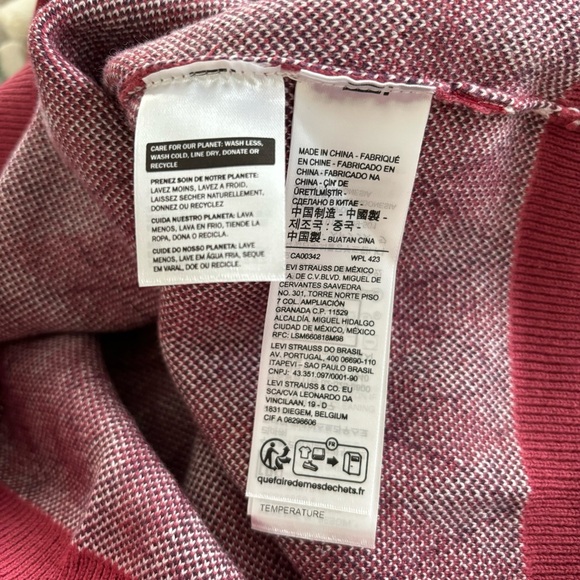 CARE FOR OUR PLANET: WASH LESS,
WASH COLD, LINE DRY, DONATE OR
RECYCLE
PRENEZ SOIN DE NOTRE PLANETE:
LAVEZ MOINS, LAVEZ A FROID,
LAISSEZ SÉCHER NATURELLEMENT,
DONNEZ OU RECYCLEZ
CUIDA NUESTRO PLANETA: LAVA
MENOS, LAVA EN FRIO, TIENDE LA
ROPA, DONA O RECICLA.
CUIDE DO NOSSO PLANETA: LAVE
MENOS, LAVE EM ÁGUA FRIA, SEQUE
EM VARAL, DOE OU RECICLE.
MADE IN CHINA - FABRIQUÉ
EN CHINE - FABRICADO EN
CHINA - FABRICADO NA
CHINA - ÇİN' DE
ÜRETİLMİŞTİR -
СДЕЛАНО В КИТАЕ -
中国制造 - 中國製 -
제조국 : 중국 -
中国製 - BUATAN CINA
CA00342 WPL 423
LEVI STRAUSS DE MÉXICO
S.A. DE C.V.BLVD. MIGUEL DE
CERVANTES SAAVEDRA
NO. 301, TORRE NORTE PISO
7 COL. AMPLIACIÓN
GRANADA C.P. 11529
ALCALDÍA. MIGUEL HIDALGO
CIUDAD DE MÉXICO, MÉXICO
RFC: LSM660818M98
LEVI STRAUSS DO BRASIL
AV. PORTUGAL, 400 06690-110
ITAPEVI – SAO PAULO BRASIL
CNPJ: 43.351.097/0001-90
LEVI STRAUSS & CO. EU
SCA/CVA LEONARDO DA
VINCILAAN, 19 - D
1831 DIEGEM, BELGIUM
CIF A 08298606
FR
quefairedemesdechets.fr
TEMPERATURE